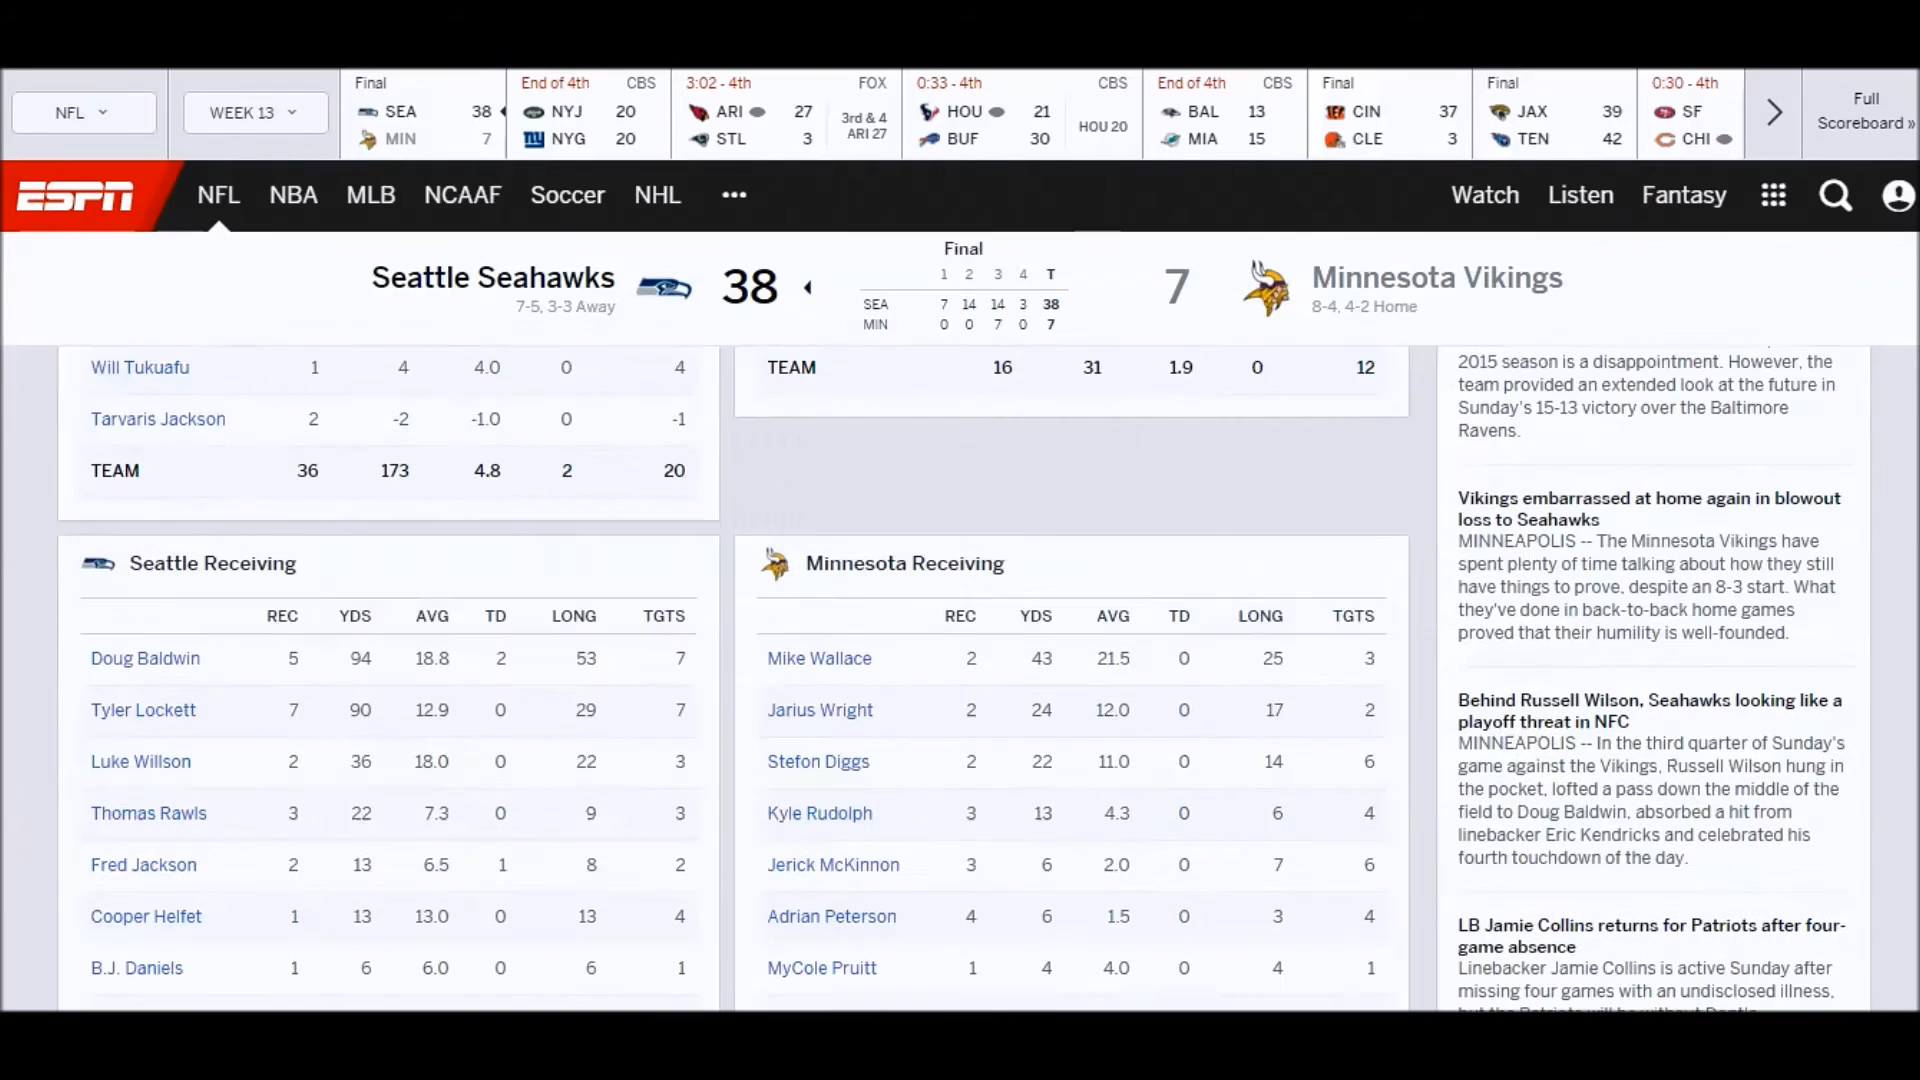 NFL
WEEK 13
Final
SEA 38
MIN 7
End of 4th CBS
NYJ 20
NYG 20
3:02 - 4th FOX
ARI 27
STL 3
3rd & 4
ARI 27
0:33 - 4th CBS
HOU 21
BUF 30
HOU 20
End of 4th CBS
BAL 13
MIA 15
Final
CIN 37
CLE 3
Final
JAX 39
TEN 42
0:30 - 4th
SF
CHI
Full
Scoreboard »
ESPN NFL NBA MLB NCAAF Soccer NHL ••• Watch Listen Fantasy
Seattle Seahawks
7-5, 3-3 Away
38
Final
1 2 3 4 T
SEA 7 14 14 3 38
MIN 0 0 7 0 7
7
Minnesota Vikings
8-4, 4-2 Home
Will Tukuafu 1 4 4.0 0 4
Tarvaris Jackson 2 -2 -1.0 0 -1
TEAM 36 173 4.8 2 20
TEAM 16 31 1.9 0 12
Seattle Receiving
REC YDS AVG TD LONG TGTS
Doug Baldwin 5 94 18.8 2 53 7
Tyler Lockett 7 90 12.9 0 29 7
Luke Willson 2 36 18.0 0 22 3
Thomas Rawls 3 22 7.3 0 9 3
Fred Jackson 2 13 6.5 1 8 2
Cooper Helfet 1 13 13.0 0 13 4
B.J. Daniels 1 6 6.0 0 6 1
Minnesota Receiving
REC YDS AVG TD LONG TGTS
Mike Wallace 2 43 21.5 0 25 3
Jarius Wright 2 24 12.0 0 17 2
Stefon Diggs 2 22 11.0 0 14 6
Kyle Rudolph 3 13 4.3 0 6 4
Jerick McKinnon 3 6 2.0 0 7 6
Adrian Peterson 4 6 1.5 0 3 4
MyCole Pruitt 1 4 4.0 0 4 1
2015 season is a disappointment. However, the
team provided an extended look at the future in
Sunday's 15-13 victory over the Baltimore
Ravens.
Vikings embarrassed at home again in blowout
loss to Seahawks
MINNEAPOLIS -- The Minnesota Vikings have
spent plenty of time talking about how they still
have things to prove, despite an 8-3 start. What
they've done in back-to-back home games
proved that their humility is well-founded.
Behind Russell Wilson, Seahawks looking like a
playoff threat in NFC
MINNEAPOLIS -- In the third quarter of Sunday's
game against the Vikings, Russell Wilson hung in
the pocket, lofted a pass down the middle of the
field to Doug Baldwin, absorbed a hit from
linebacker Eric Kendricks and celebrated his
fourth touchdown of the day.
LB Jamie Collins returns for Patriots after four-
game absence
Linebacker Jamie Collins is active Sunday after
missing four games with an undisclosed illness,